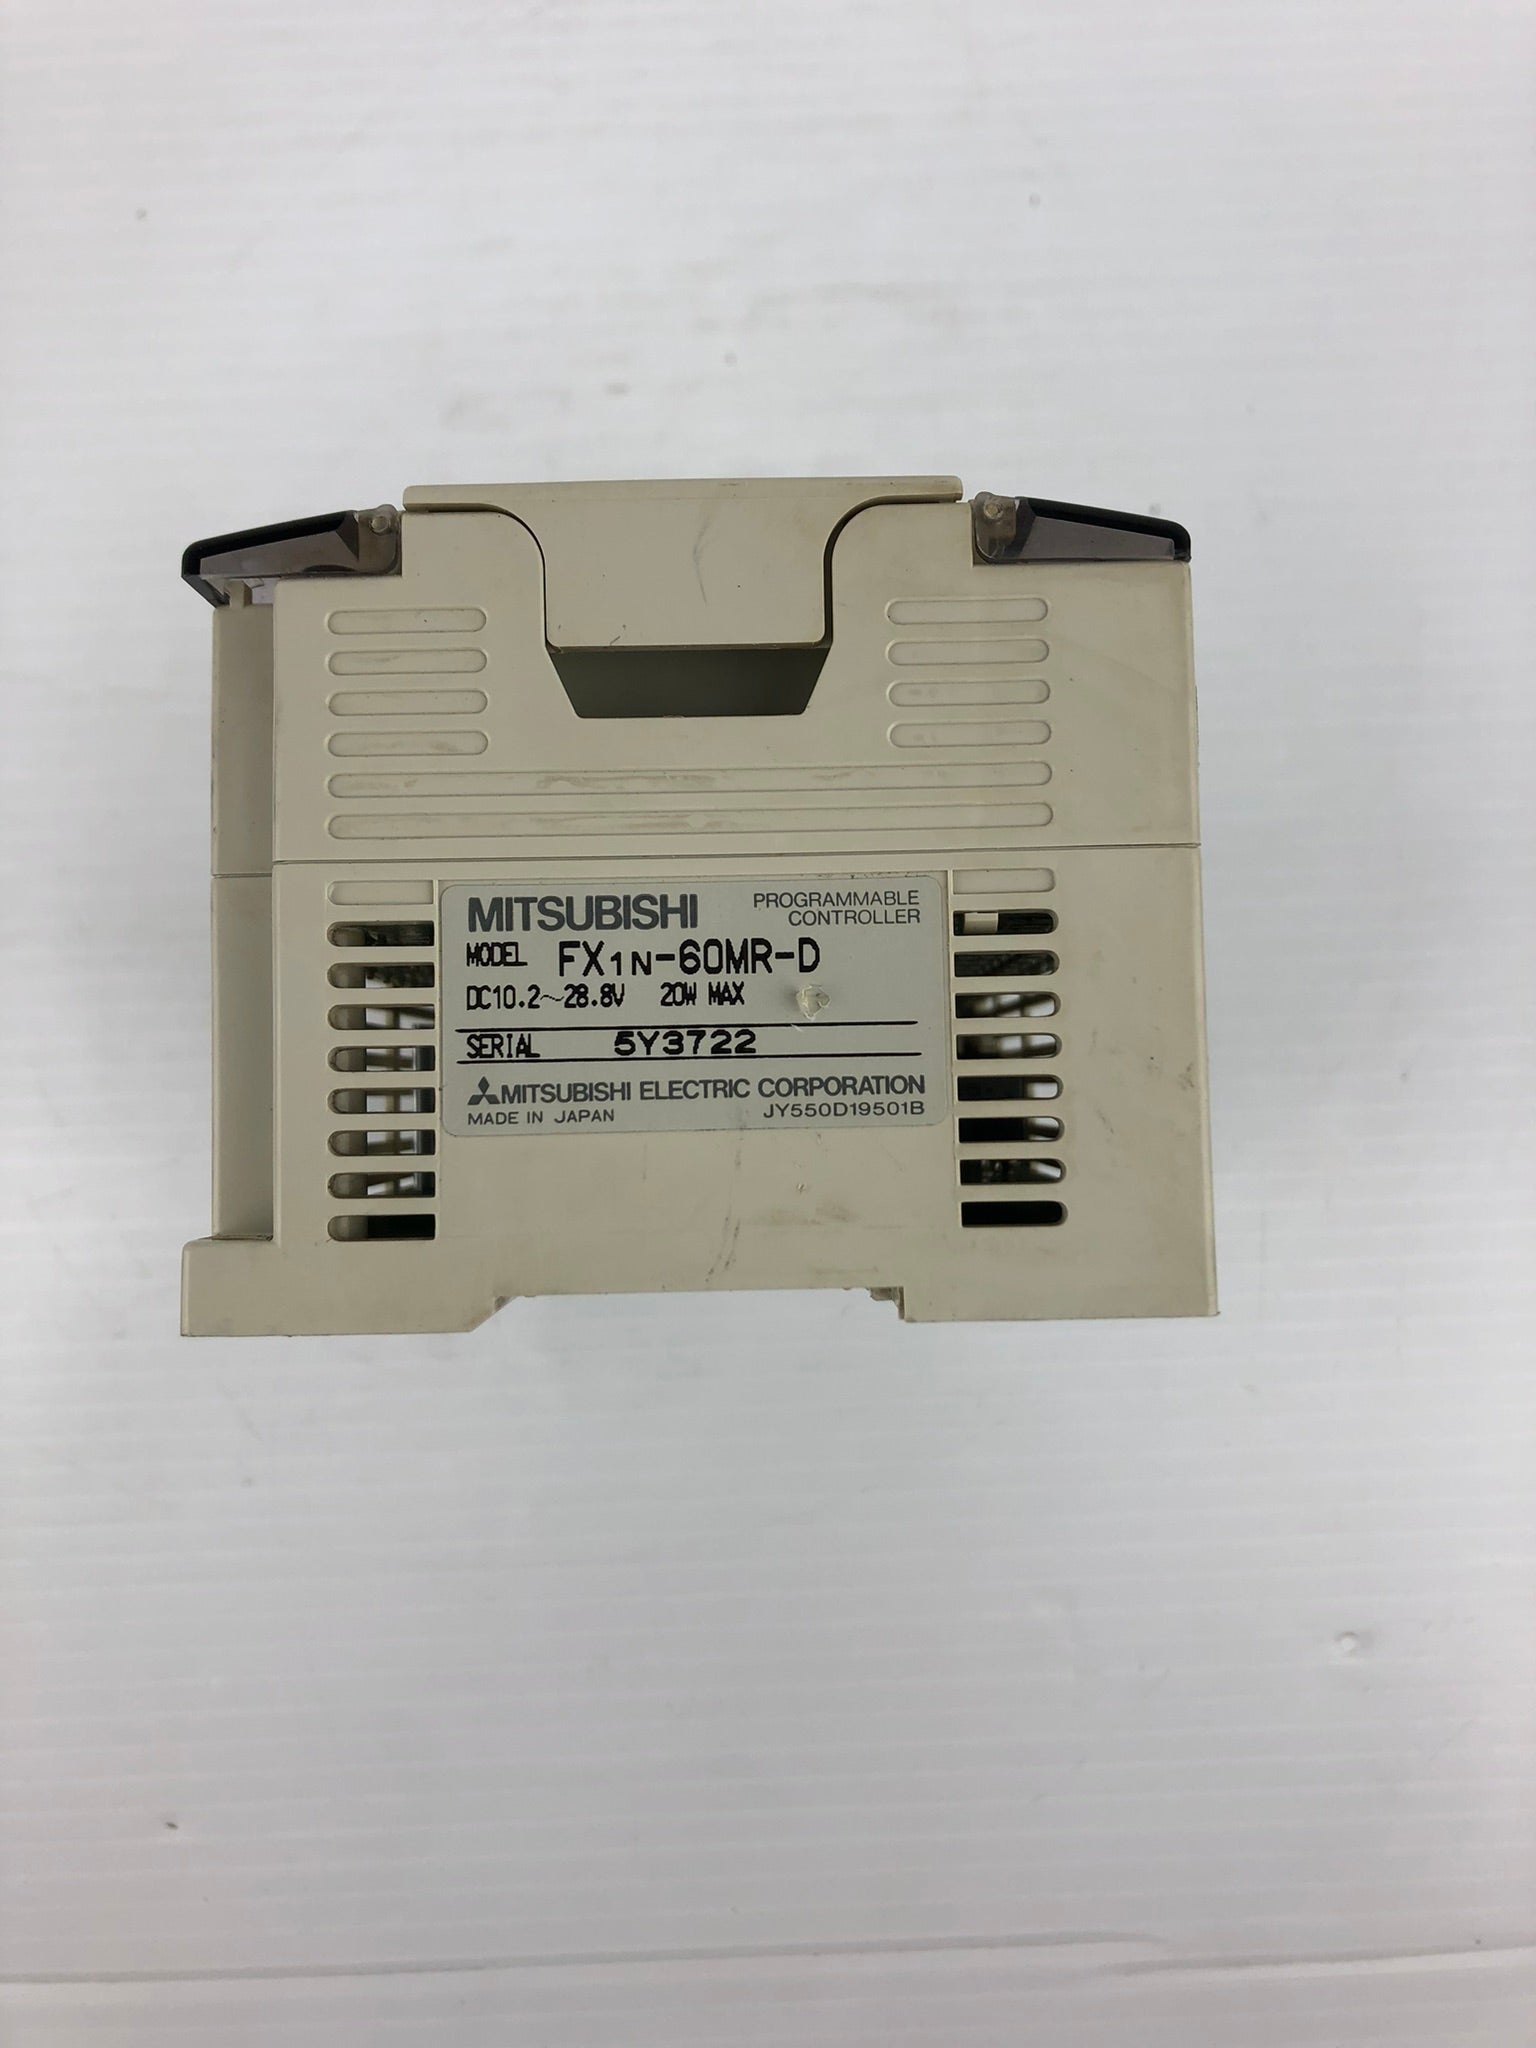 MITSUBISHI
PROGRAMMABLE
CONTROLLER
MODEL FX1N-60MR-D
DC10.2~28.8V 20W MAX
SERIAL 5Y3722
MITSUBISHI ELECTRIC CORPORATION
MADE IN JAPAN JY550D19501B